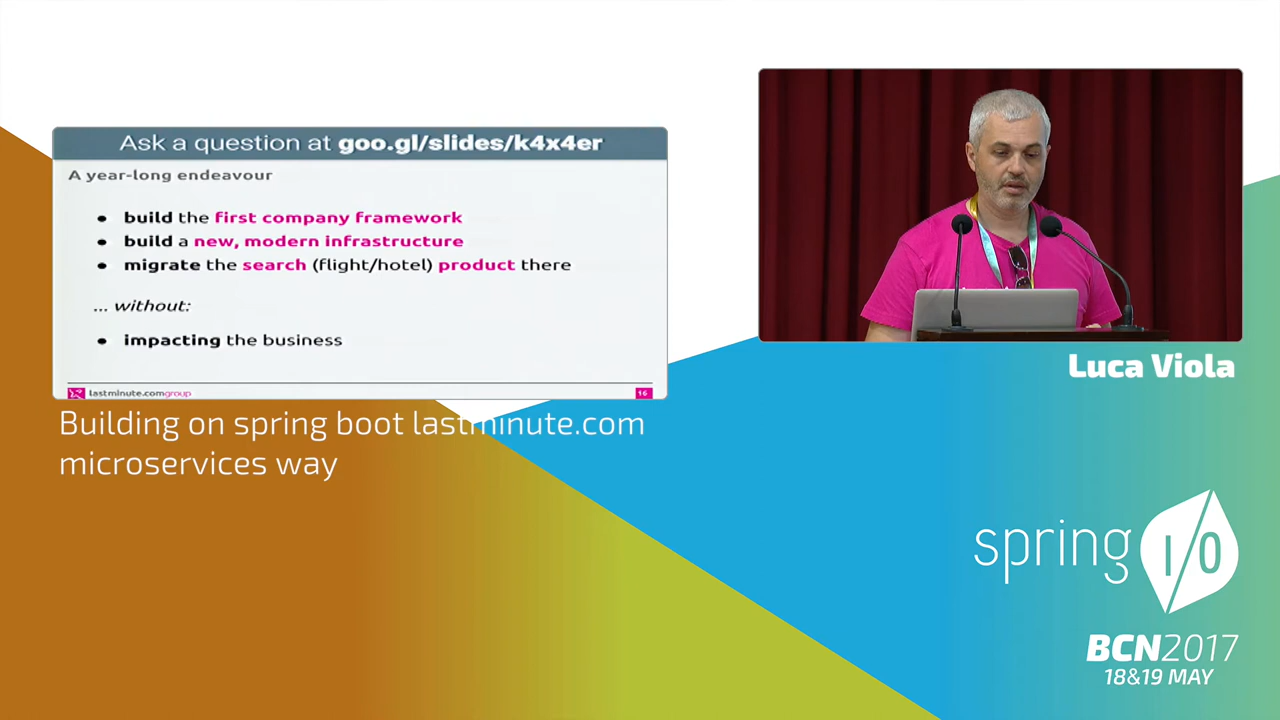 Ask a question at goo.gl/slides/k4x4er
A year-long endeavour
● build the first company framework
● build a new, modern infrastructure
● migrate the search (flight/hotel) product there
... without:
● impacting the business
lastminute.comgroup
16
Luca Viola
Building on spring boot lastminute.com
microservices way
spring I/O
BCN2017
18&19 MAY